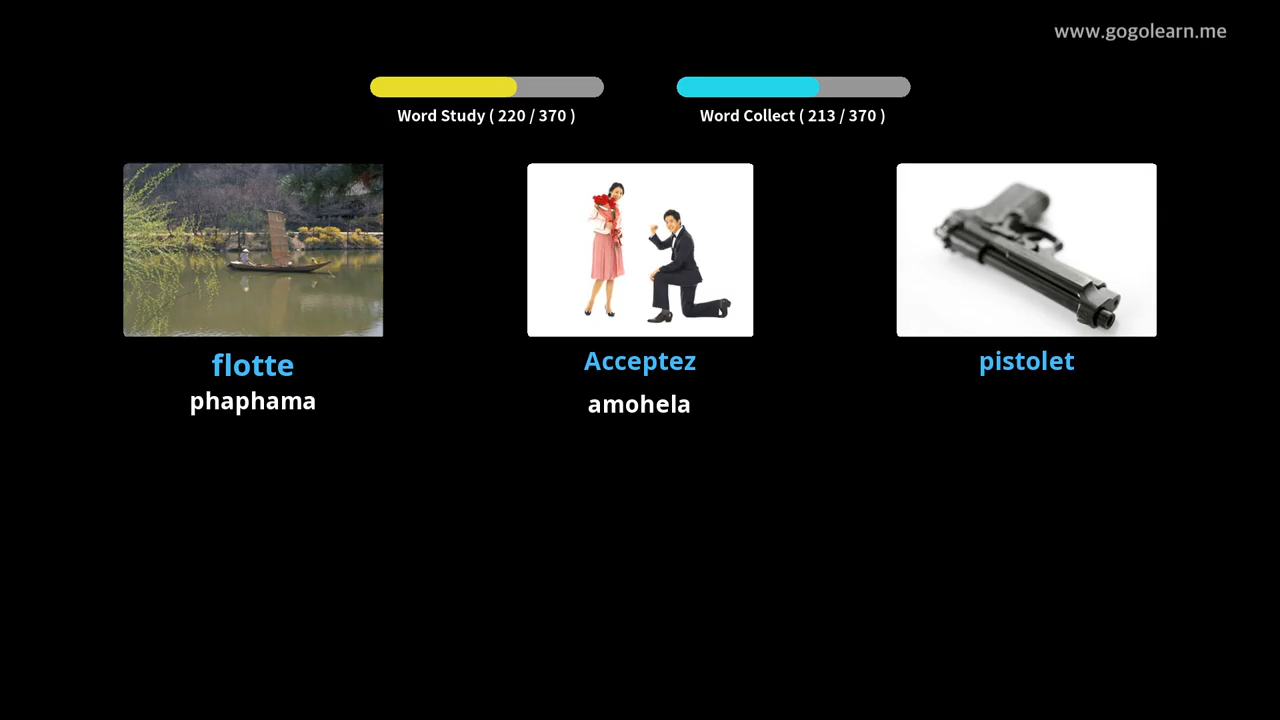 www.gogolearn.me
Word Study ( 220 / 370 )
Word Collect ( 213 / 370 )
flotte
phaphama
Acceptez
amohela
pistolet